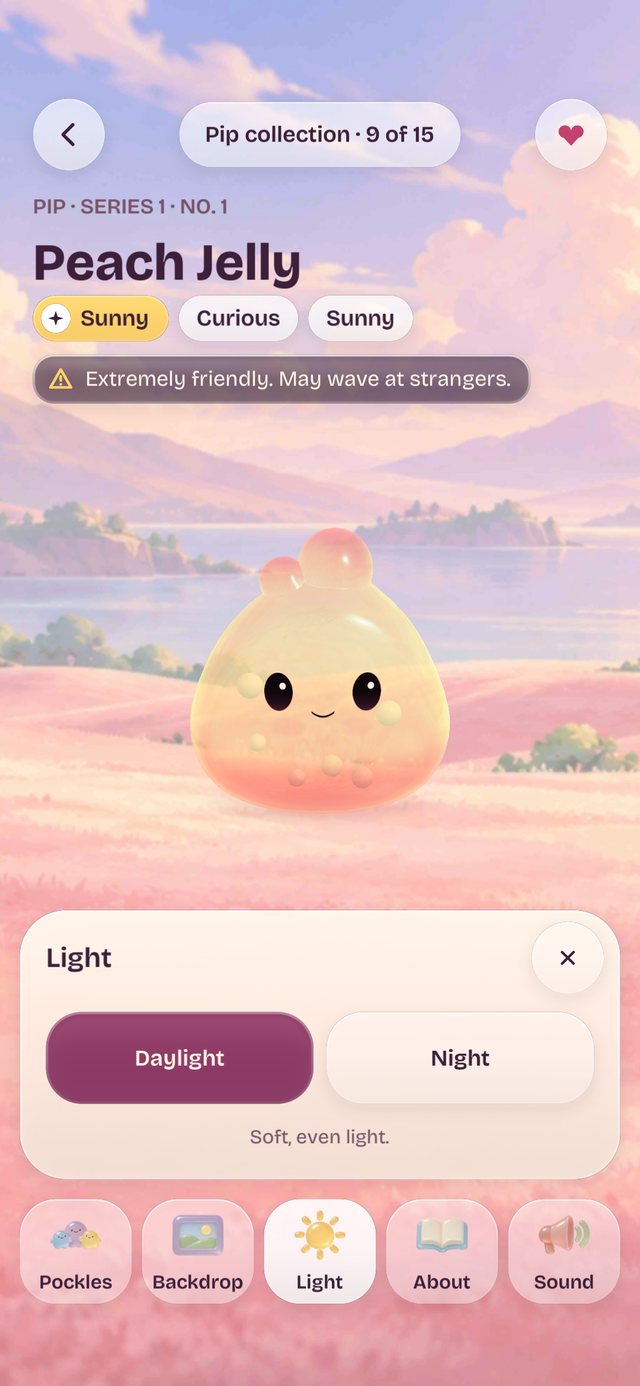 Pip collection · 9 of 15
PIP · SERIES 1 · NO. 1
Peach Jelly
Sunny Curious Sunny
Extremely friendly. May wave at strangers.
Light
Daylight Night
Soft, even light.
Pockles Backdrop Light About Sound